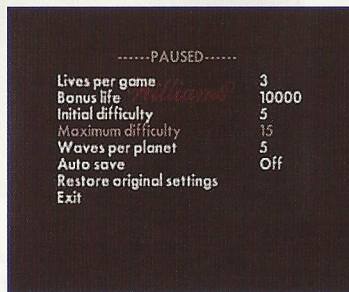 ------PAUSED------
Lives per game 3
Williams
Bonus life 10000
Initial difficulty 5
Maximum difficulty 15
Waves per planet 5
Auto save Off
Restore original settings
Exit